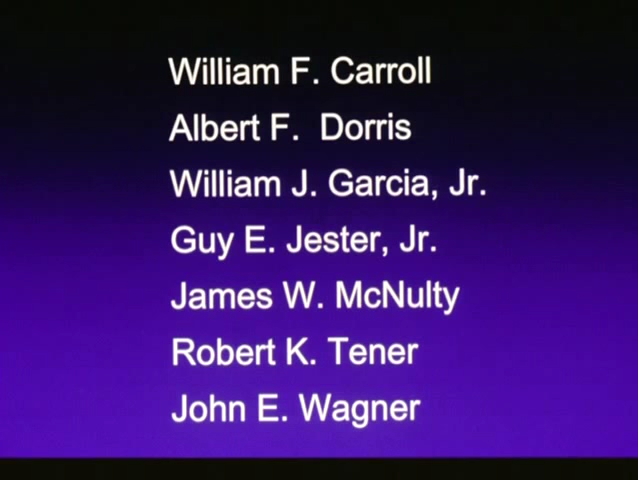 William F. Carroll
Albert F. Dorris
William J. Garcia, Jr.
Guy E. Jester, Jr.
James W. McNulty
Robert K. Tener
John E. Wagner